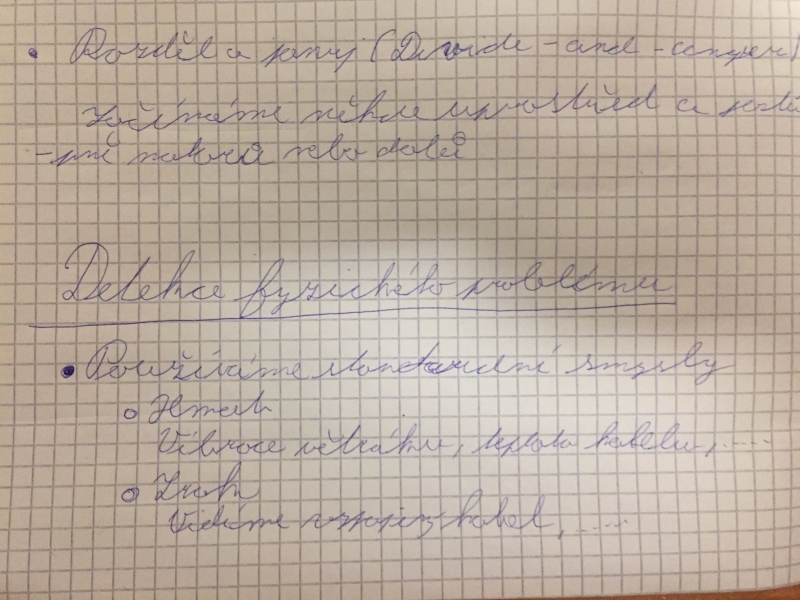 • Rozděl a panuj (Divide-and-conquer)
Začínáme někde uprostřed a postu
-pně nahorů nebo dolů
Detekce fyzického problému
• Používáme standardní smysly
○ Hmat
Vibrace větráku, teplota kabelu, .....
○ Zrak
Vidíme rozpojený kabel, .....